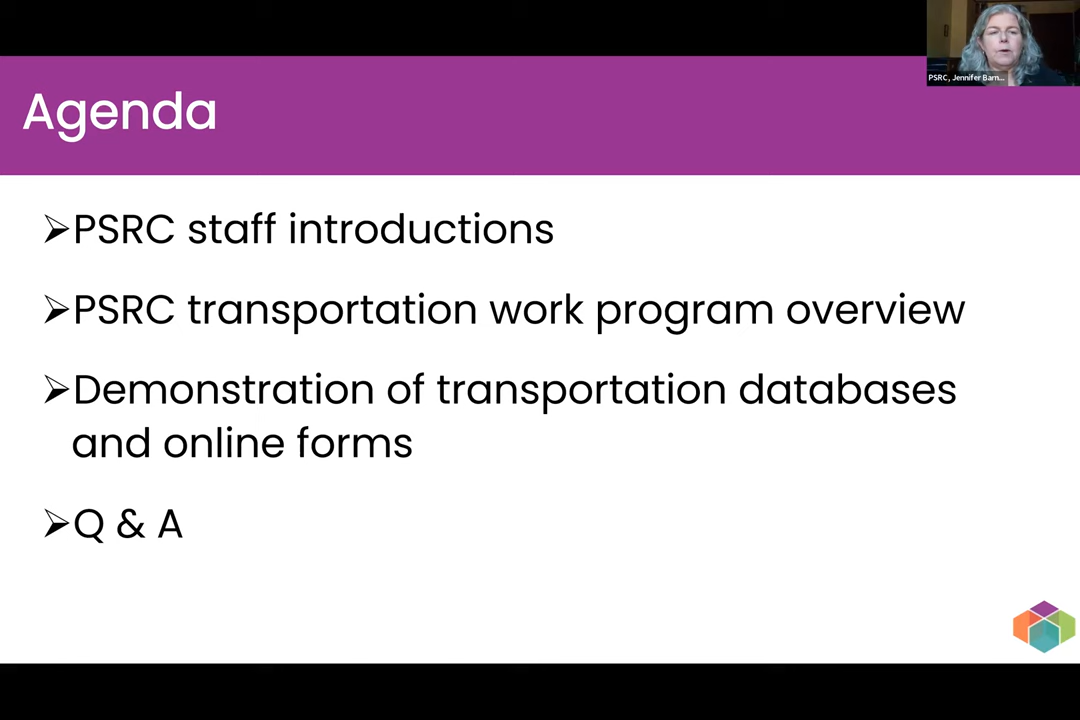 PSRC, Jennifer Barn...
Agenda
➢PSRC staff introductions
➢PSRC transportation work program overview
➢Demonstration of transportation databases
and online forms
➢Q & A